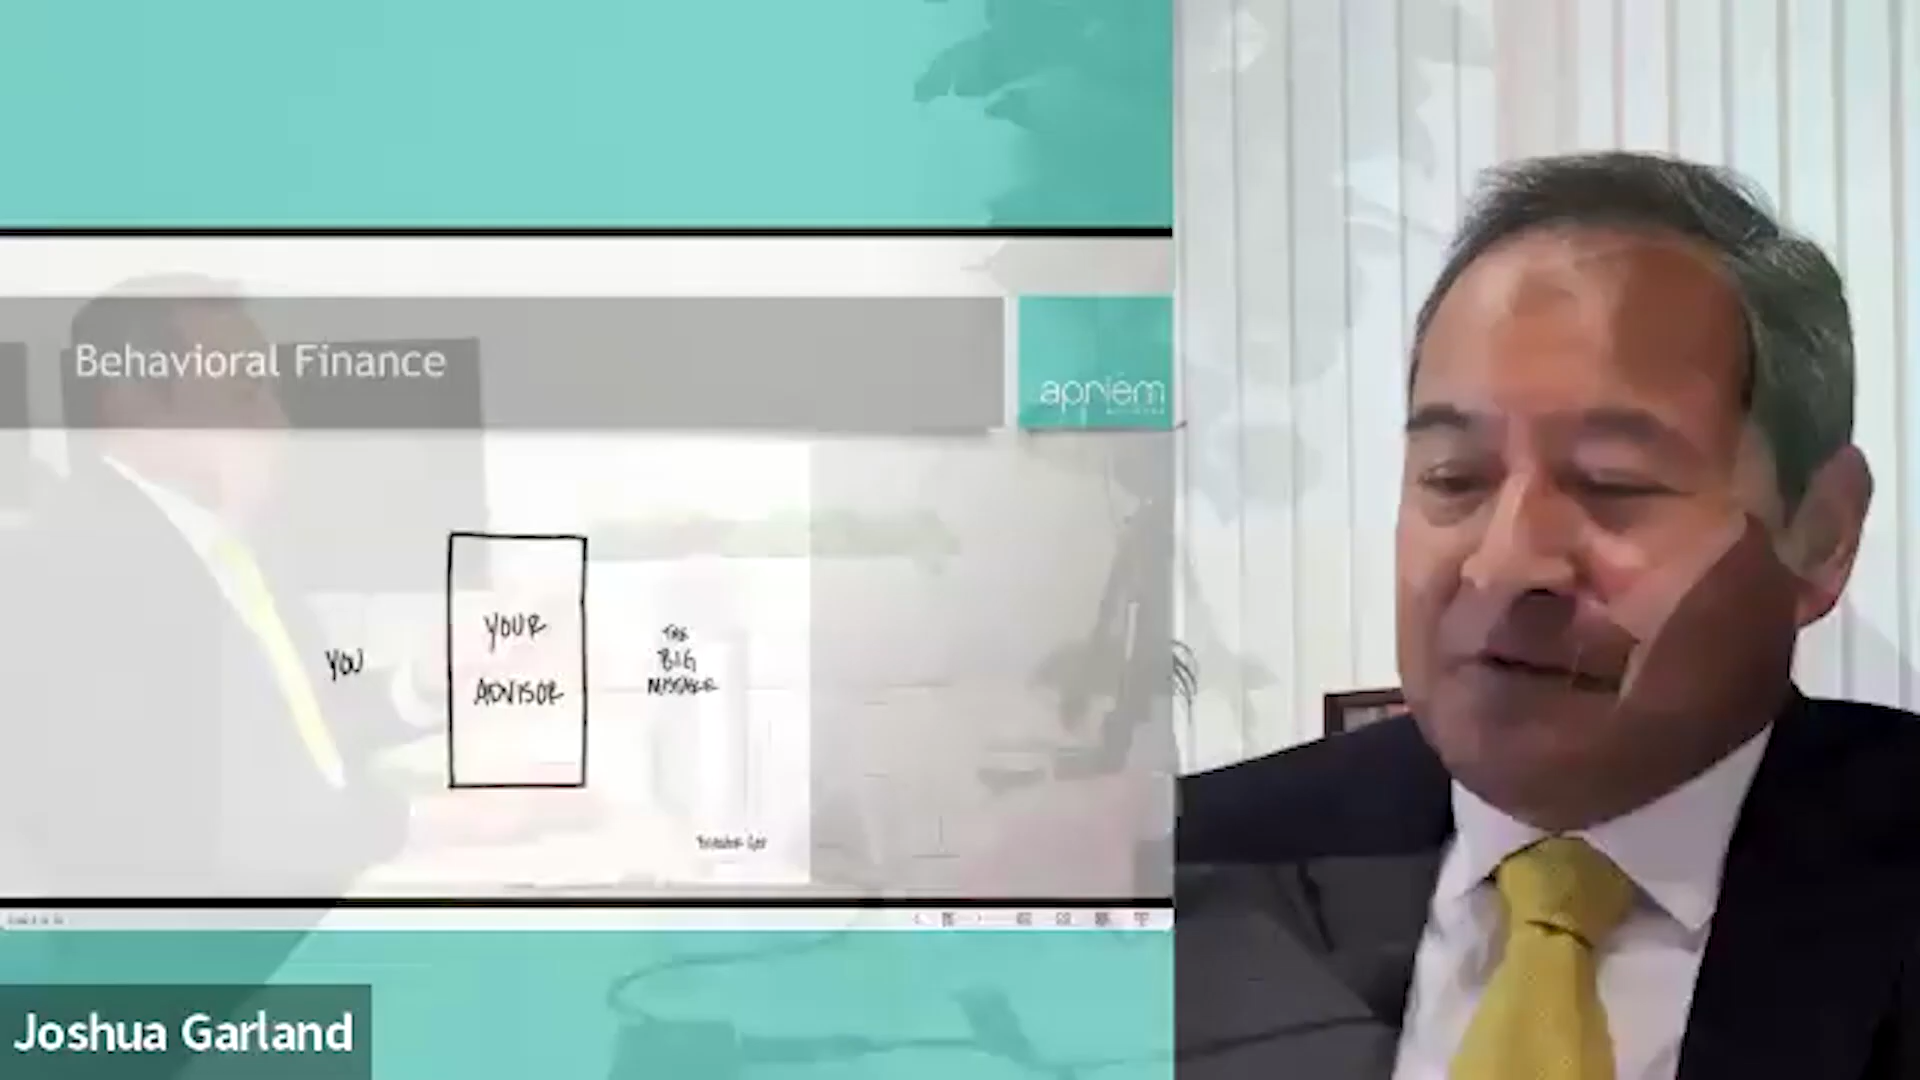 Behavioral Finance
apriem
YOU
YOUR
ADVISOR
THE
BIG
MISTAKE
Joshua Garland